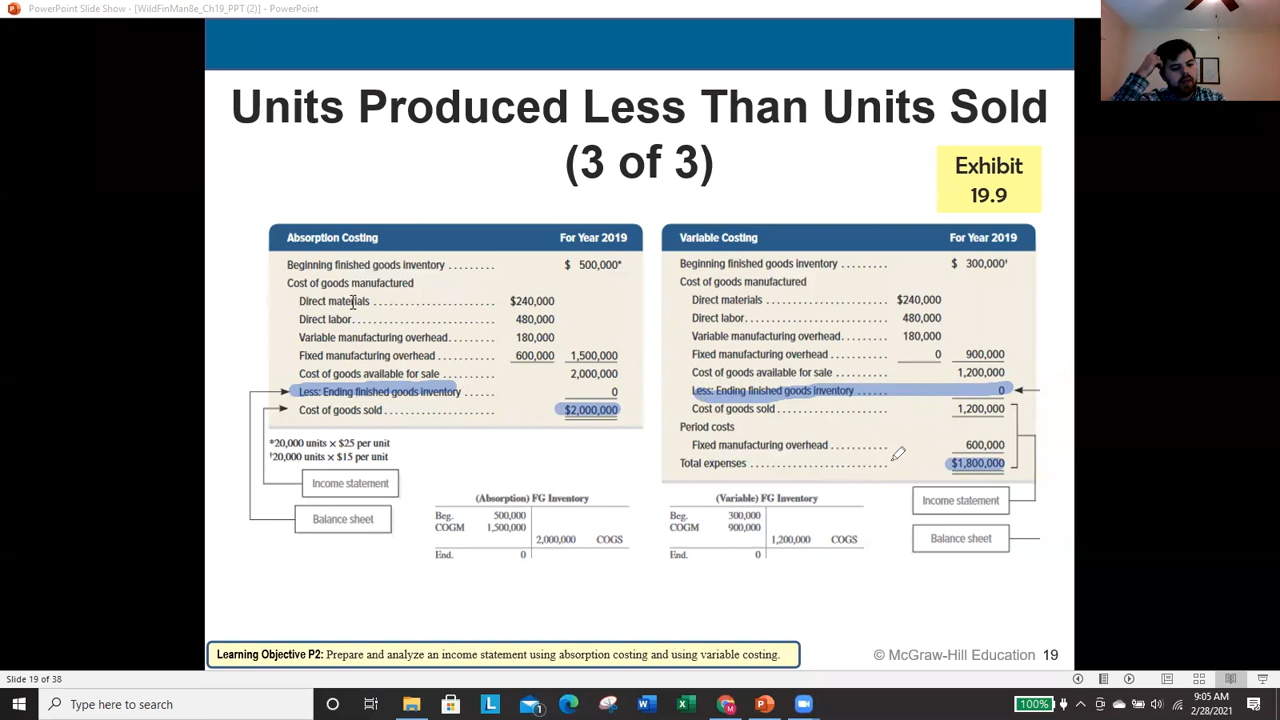 PowerPoint Slide Show - [WildFinMan8e_Ch19_PPT (2)] - PowerPoint
Units Produced Less Than Units Sold
(3 of 3)
Exhibit
19.9
Absorption Costing For Year 2019
Beginning finished goods inventory ......... $ 500,000*
Cost of goods manufactured
Direct materials ........................ $240,000
Direct labor............................ 480,000
Variable manufacturing overhead......... 180,000
Fixed manufacturing overhead ........... 600,000 1,500,000
Cost of goods available for sale .......... 2,000,000
Less: Ending finished goods inventory ...... 0
Cost of goods sold ...................... $2,000,000
*20,000 units × $25 per unit
†20,000 units × $15 per unit
Income statement
Balance sheet
(Absorption) FG Inventory
Beg. 500,000
COGM 1,500,000
2,000,000 COGS
End. 0
Variable Costing For Year 2019
Beginning finished goods inventory ........ $ 300,000†
Cost of goods manufactured
Direct materials ....................... $240,000
Direct labor........................... 480,000
Variable manufacturing overhead........ 180,000
Fixed manufacturing overhead .......... 0 900,000
Cost of goods available for sale ......... 1,200,000
Less: Ending finished goods inventory ..... 0
Cost of goods sold ..................... 1,200,000
Period costs
Fixed manufacturing overhead .......... 600,000
Total expenses ......................... $1,800,000
Income statement
Balance sheet
(Variable) FG Inventory
Beg. 300,000
COGM 900,000
1,200,000 COGS
End. 0
Learning Objective P2: Prepare and analyze an income statement using absorption costing and using variable costing.
© McGraw-Hill Education 19
Slide 19 of 38
Type here to search
100%
9:05 AM
2/28/2021